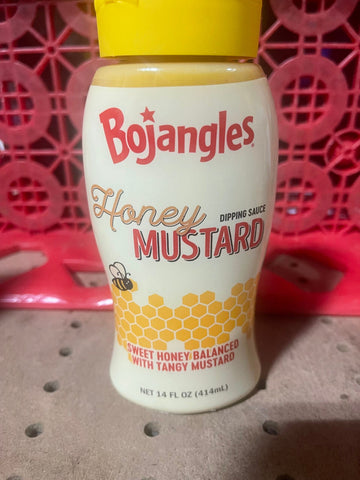 Bojangles
Honey
DIPPING SAUCE
MUSTARD
SWEET HONEY BALANCED
WITH TANGY MUSTARD
NET 14 FL OZ (414mL)